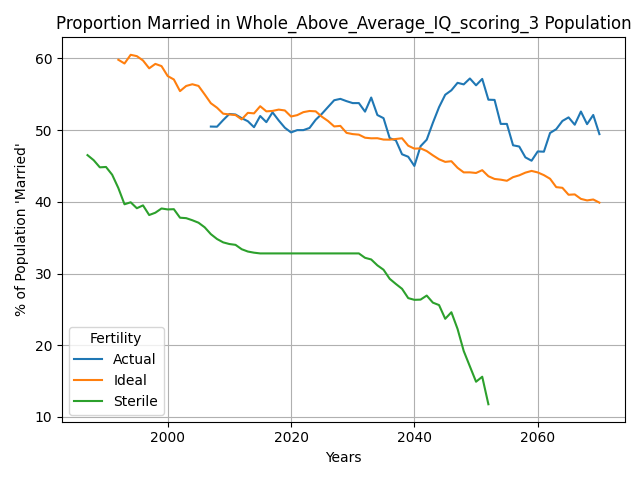 Proportion Married in Whole_Above_Average_IQ_scoring_3 Population
% of Population 'Married'
60
50
40
30
20
10
Fertility
Actual
Ideal
Sterile
2000 2020 2040 2060
Years